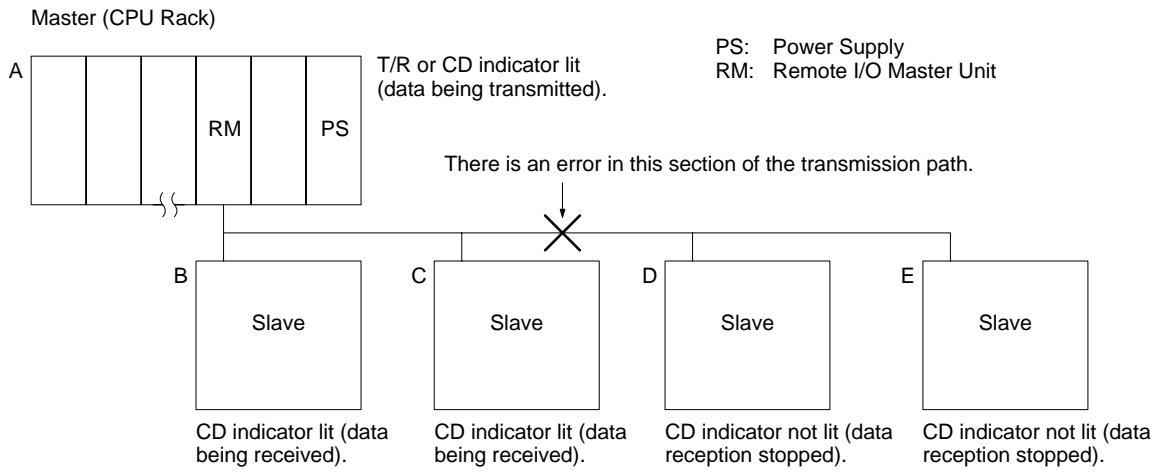 Master (CPU Rack)
A
RM
PS
T/R or CD indicator lit
(data being transmitted).
PS: Power Supply
RM: Remote I/O Master Unit
There is an error in this section of the transmission path.
B
Slave
C
Slave
D
Slave
E
Slave
CD indicator lit (data
being received).
CD indicator lit (data
being received).
CD indicator not lit (data
reception stopped).
CD indicator not lit (data
reception stopped).